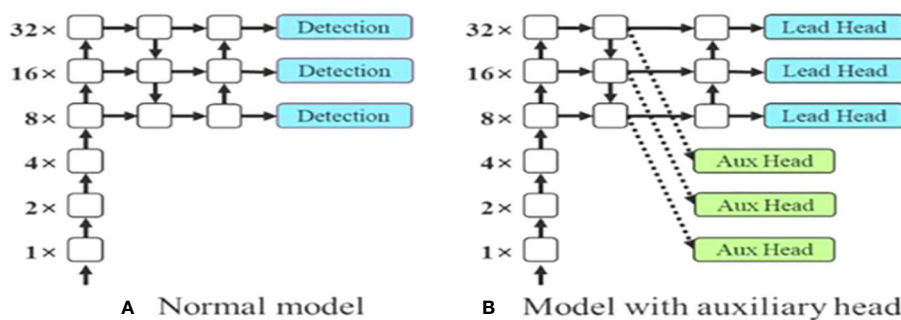 32× Detection
16× Detection
8× Detection
4×
2×
1×
A Normal model
32× Lead Head
16× Lead Head
8× Lead Head
4× Aux Head
2× Aux Head
1× Aux Head
B Model with auxiliary head